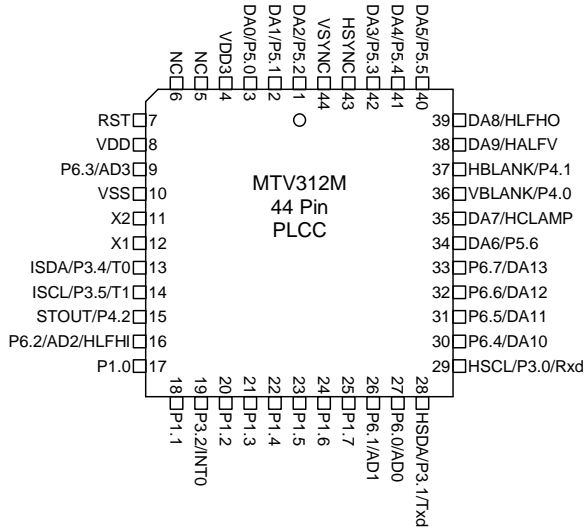 NC
NC
VDD3
DA0/P5.0
DA1/P5.1
DA2/P5.2
VSYNC
HSYNC
DA3/P5.3
DA4/P5.4
DA5/P5.5
6
5
4
3
2
1
44
43
42
41
40
RST 7
VDD 8
P6.3/AD3 9
VSS 10
X2 11
X1 12
ISDA/P3.4/T0 13
ISCL/P3.5/T1 14
STOUT/P4.2 15
P6.2/AD2/HLFHI 16
P1.0 17
MTV312M
44 Pin
PLCC
39 DA8/HLFHO
38 DA9/HALFV
37 HBLANK/P4.1
36 VBLANK/P4.0
35 DA7/HCLAMP
34 DA6/P5.6
33 P6.7/DA13
32 P6.6/DA12
31 P6.5/DA11
30 P6.4/DA10
29 HSCL/P3.0/Rxd
18
19
20
21
22
23
24
25
26
27
28
P1.1
P3.2/INT0
P1.2
P1.3
P1.4
P1.5
P1.6
P1.7
P6.1/AD1
P6.0/AD0
HSDA/P3.1/Txd